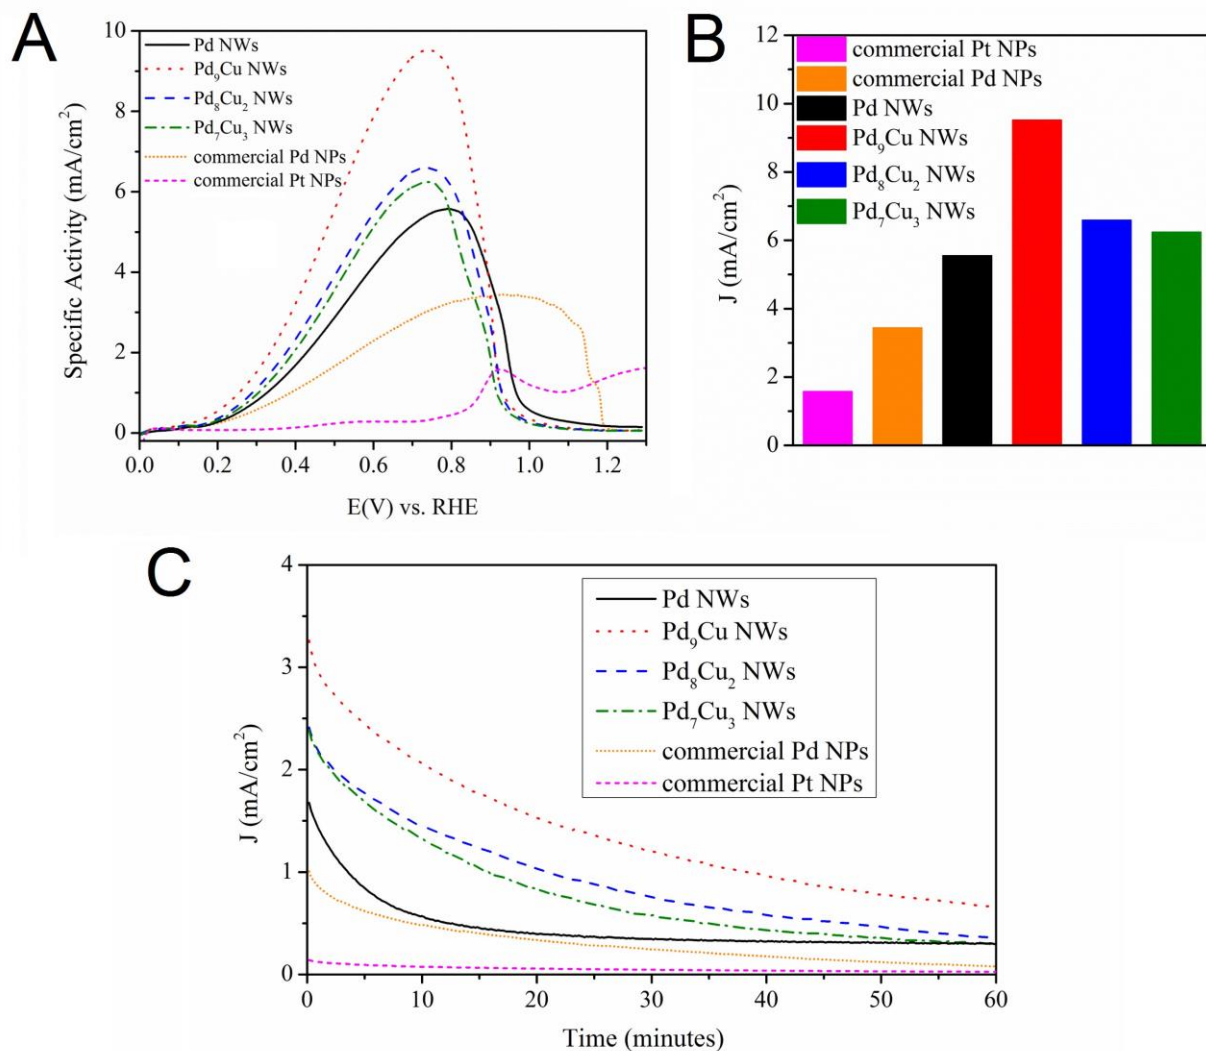 A
10
8
6
4
2
0
0.0 0.2 0.4 0.6 0.8 1.0 1.2
Specific Activity (mA/cm²)
E(V) vs. RHE
Pd NWs
Pd₉Cu NWs
Pd₈Cu₂ NWs
Pd₇Cu₃ NWs
commercial Pd NPs
commercial Pt NPs
B
12
10
8
6
4
2
0
J (mA/cm²)
commercial Pt NPs
commercial Pd NPs
Pd NWs
Pd₉Cu NWs
Pd₈Cu₂ NWs
Pd₇Cu₃ NWs
C
4
3
2
1
0
0 10 20 30 40 50 60
J (mA/cm²)
Time (minutes)
Pd NWs
Pd₉Cu NWs
Pd₈Cu₂ NWs
Pd₇Cu₃ NWs
commercial Pd NPs
commercial Pt NPs